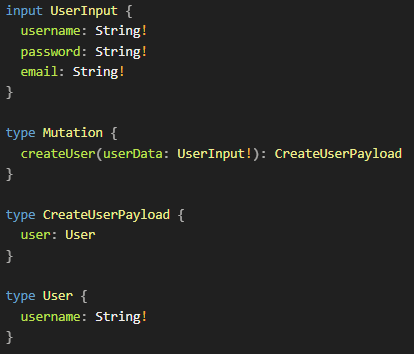 input UserInput {
  username: String!
  password: String!
  email: String!
}

type Mutation {
  createUser(userData: UserInput!): CreateUserPayload
}

type CreateUserPayload {
  user: User
}

type User {
  username: String!
}